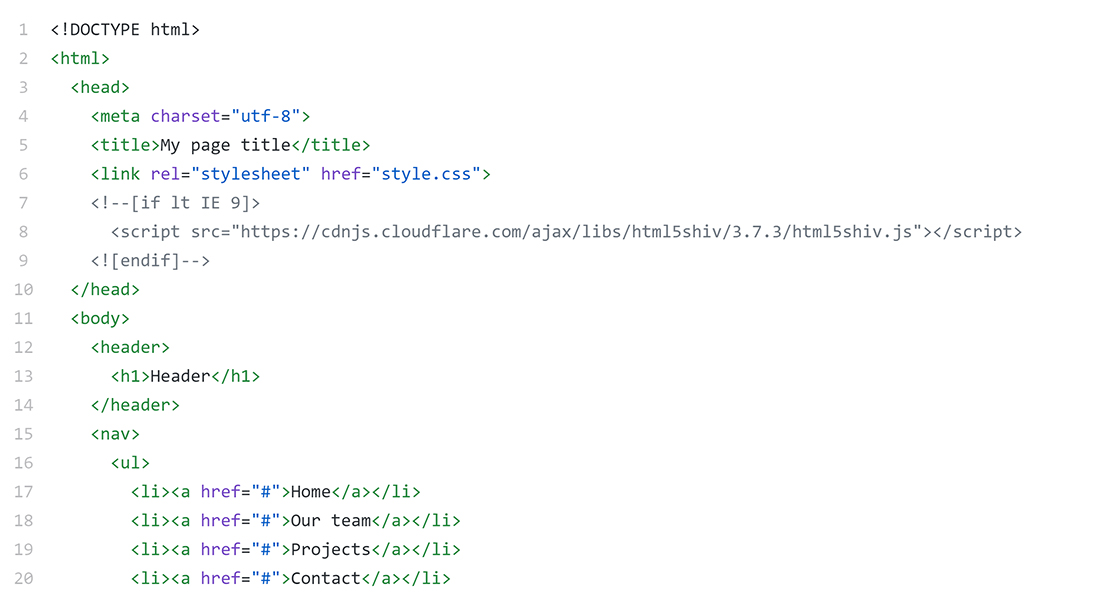 1 <!DOCTYPE html>
2 <html>
3   <head>
4     <meta charset="utf-8">
5     <title>My page title</title>
6     <link rel="stylesheet" href="style.css">
7     <!--[if lt IE 9]>
8       <script src="https://cdnjs.cloudflare.com/ajax/libs/html5shiv/3.7.3/html5shiv.js"></script>
9     <![endif]-->
10   </head>
11   <body>
12     <header>
13       <h1>Header</h1>
14     </header>
15     <nav>
16       <ul>
17         <li><a href="#">Home</a></li>
18         <li><a href="#">Our team</a></li>
19         <li><a href="#">Projects</a></li>
20         <li><a href="#">Contact</a></li>